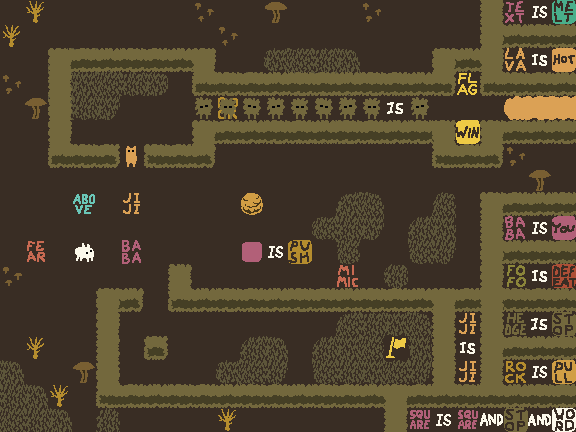 TEXT IS MELT
LAVA IS HOT
FLAG
IS
WIN
ABOVE JIJI
BABA IS YOU
FEAR BABA
IS PUSH
MIMIC
FOFO IS DEFEAT
JIJI
IS
JIJI
HEDGE IS STOP
ROCK IS PULL
SQUARE IS SQUARE AND STOP AND WORD